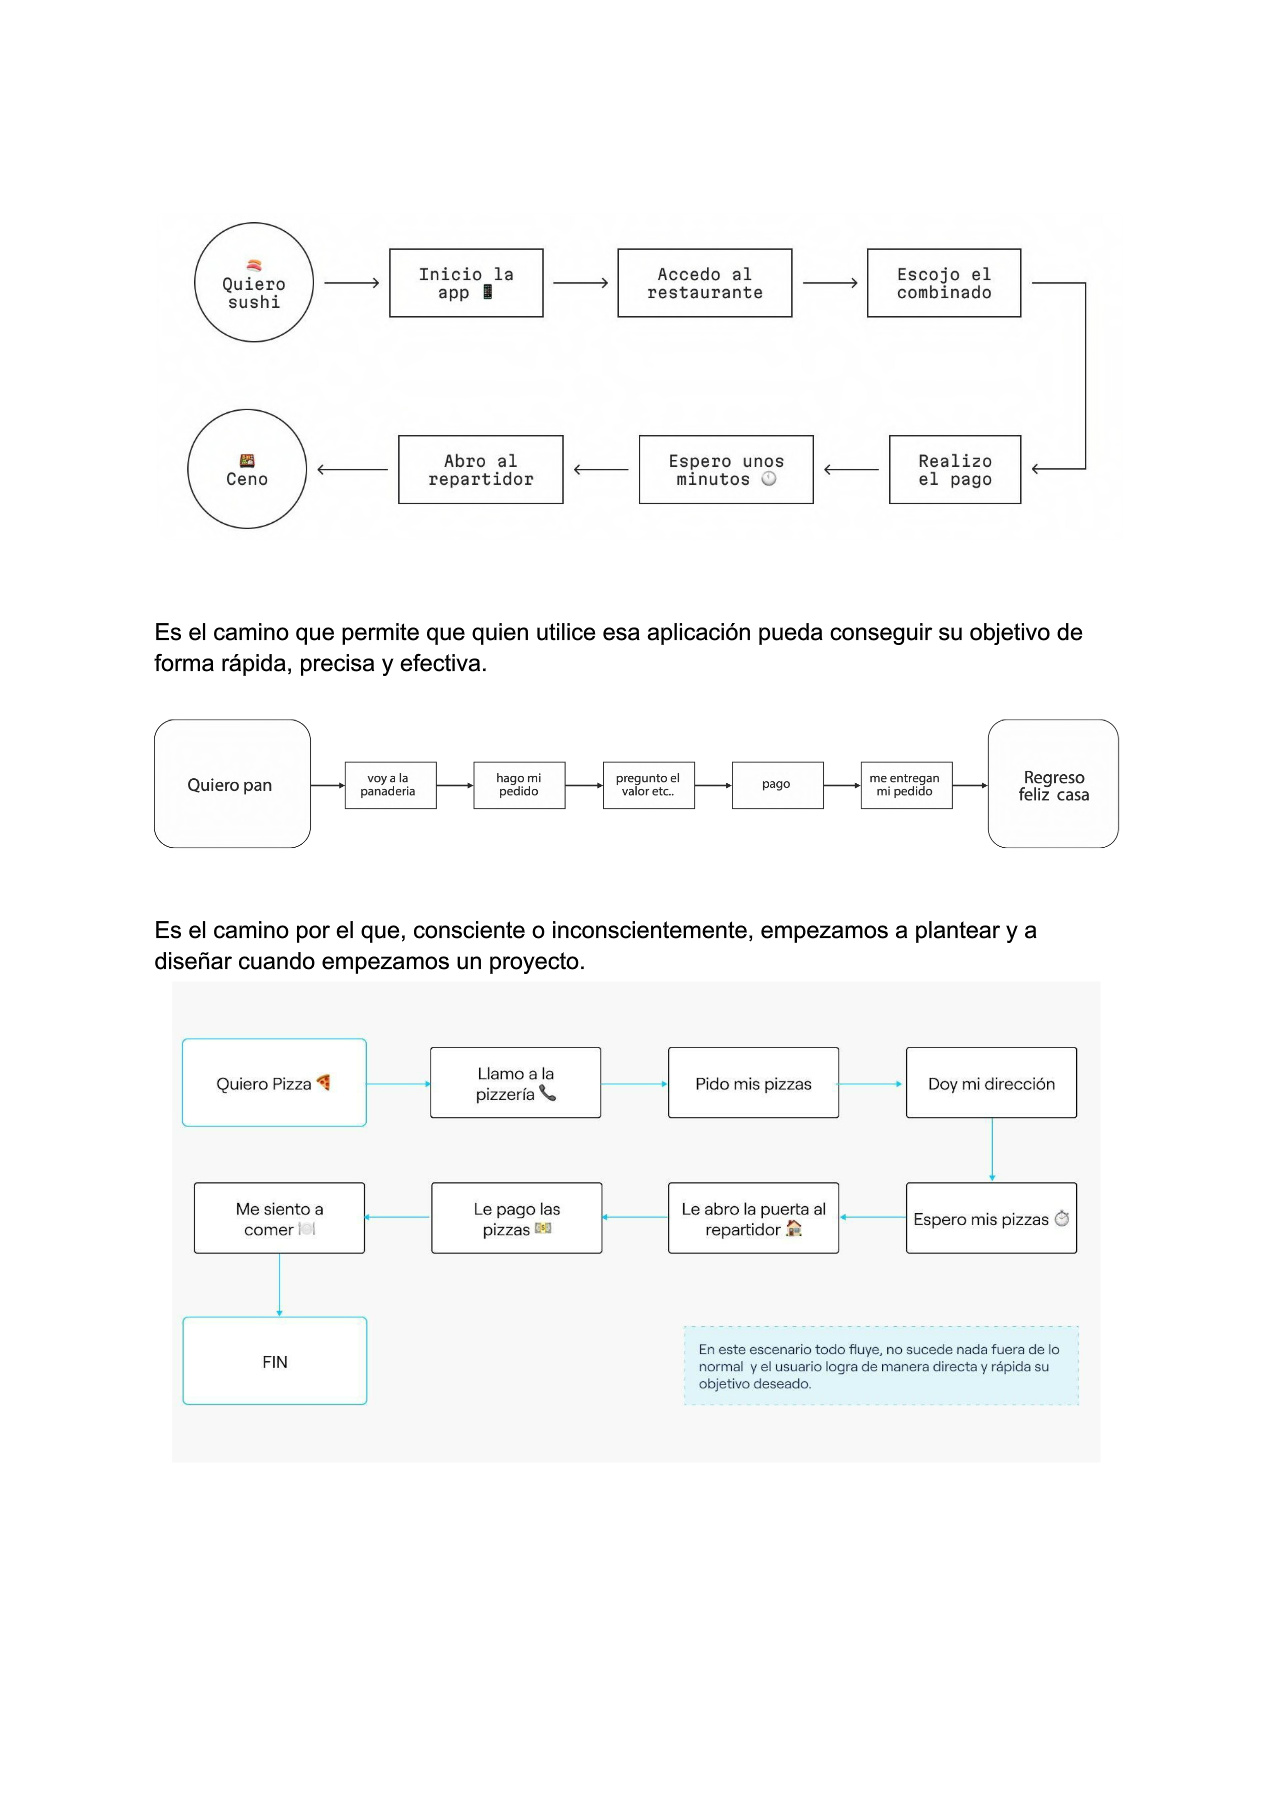 Quiero
sushi
Inicio la
app
Accedo al
restaurante
Escojo el
combinado
Ceno
Abro al
repartidor
Espero unos
minutos
Realizo
el pago
Es el camino que permite que quien utilice esa aplicación pueda conseguir su objetivo de
forma rápida, precisa y efectiva.
Quiero pan
voy a la
panaderia
hago mi
pedido
pregunto el
valor etc..
pago
me entregan
mi pedido
Regreso
feliz casa
Es el camino por el que, consciente o inconscientemente, empezamos a plantear y a
diseñar cuando empezamos un proyecto.
Quiero Pizza
Llamo a la
pizzería
Pido mis pizzas
Doy mi dirección
Me siento a
comer
Le pago las
pizzas
Le abro la puerta al
repartidor
Espero mis pizzas
FIN
En este escenario todo fluye, no sucede nada fuera de lo
normal y el usuario logra de manera directa y rápida su
objetivo deseado.